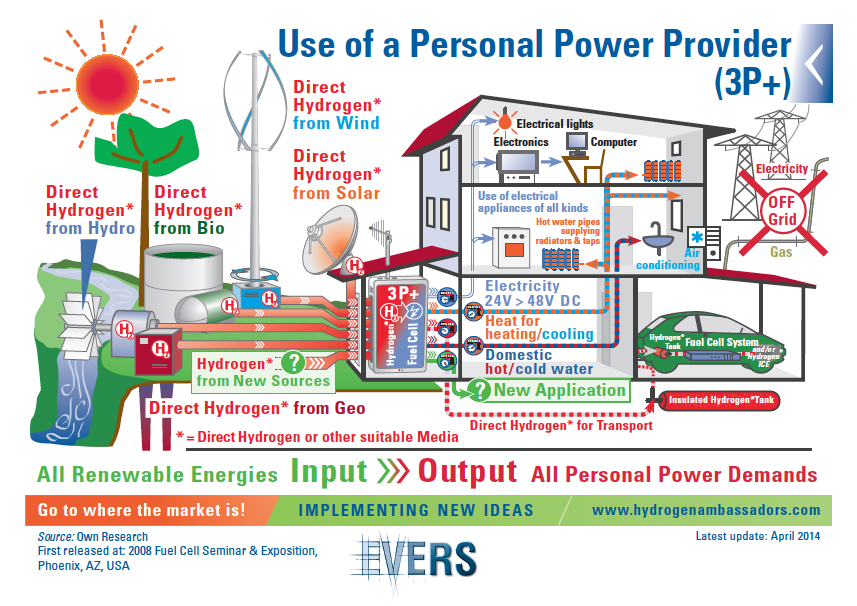 Use of a Personal Power Provider
(3P+)
Direct
Hydrogen*
from Wind
Direct
Hydrogen*
from Solar
Direct
Hydrogen*
from Hydro
Direct
Hydrogen*
from Bio
Electrical lights
Electronics
Computer
Use of electrical
appliances of all kinds
Hot water pipes
supplying
radiators & taps
Air
conditioning
Electricity
OFF
Grid
Gas
H2
H2
H2
H2
H2
3P+
H2
Hydrogen*
Fuel Cell
Electricity
24V > 48V DC
Heat for
heating/cooling
Domestic
hot/cold water
Hydrogen*
Tank
Fuel Cell System
and/or
Hydrogen
ICE
Hydrogen*
from New Sources
?
? New Application
Insulated Hydrogen*Tank
Direct Hydrogen* from Geo
Direct Hydrogen* for Transport
* = Direct Hydrogen or other suitable Media
All Renewable Energies Input Output All Personal Power Demands
Go to where the market is!
IMPLEMENTING NEW IDEAS
www.hydrogenambassadors.com
Source: Own Research
First released at: 2008 Fuel Cell Seminar & Exposition,
Phoenix, AZ, USA
EVERS
Latest update: April 2014